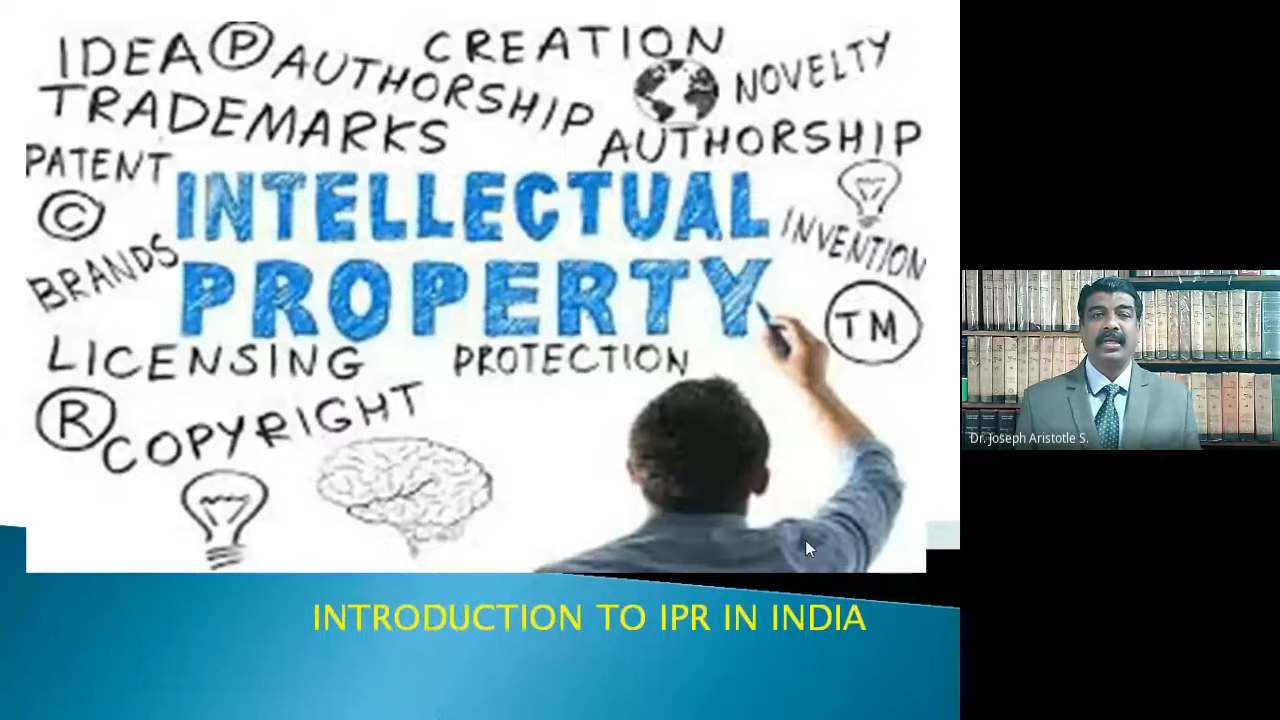 IDEA P AUTHORSHIP CREATION NOVELTY
TRADEMARKS AUTHORSHIP
PATENT
©
INTELLECTUAL
INVENTION
BRANDS
PROPERTY
TM
LICENSING PROTECTION
R
COPYRIGHT
INTRODUCTION TO IPR IN INDIA
Dr. Joseph Aristotle S.